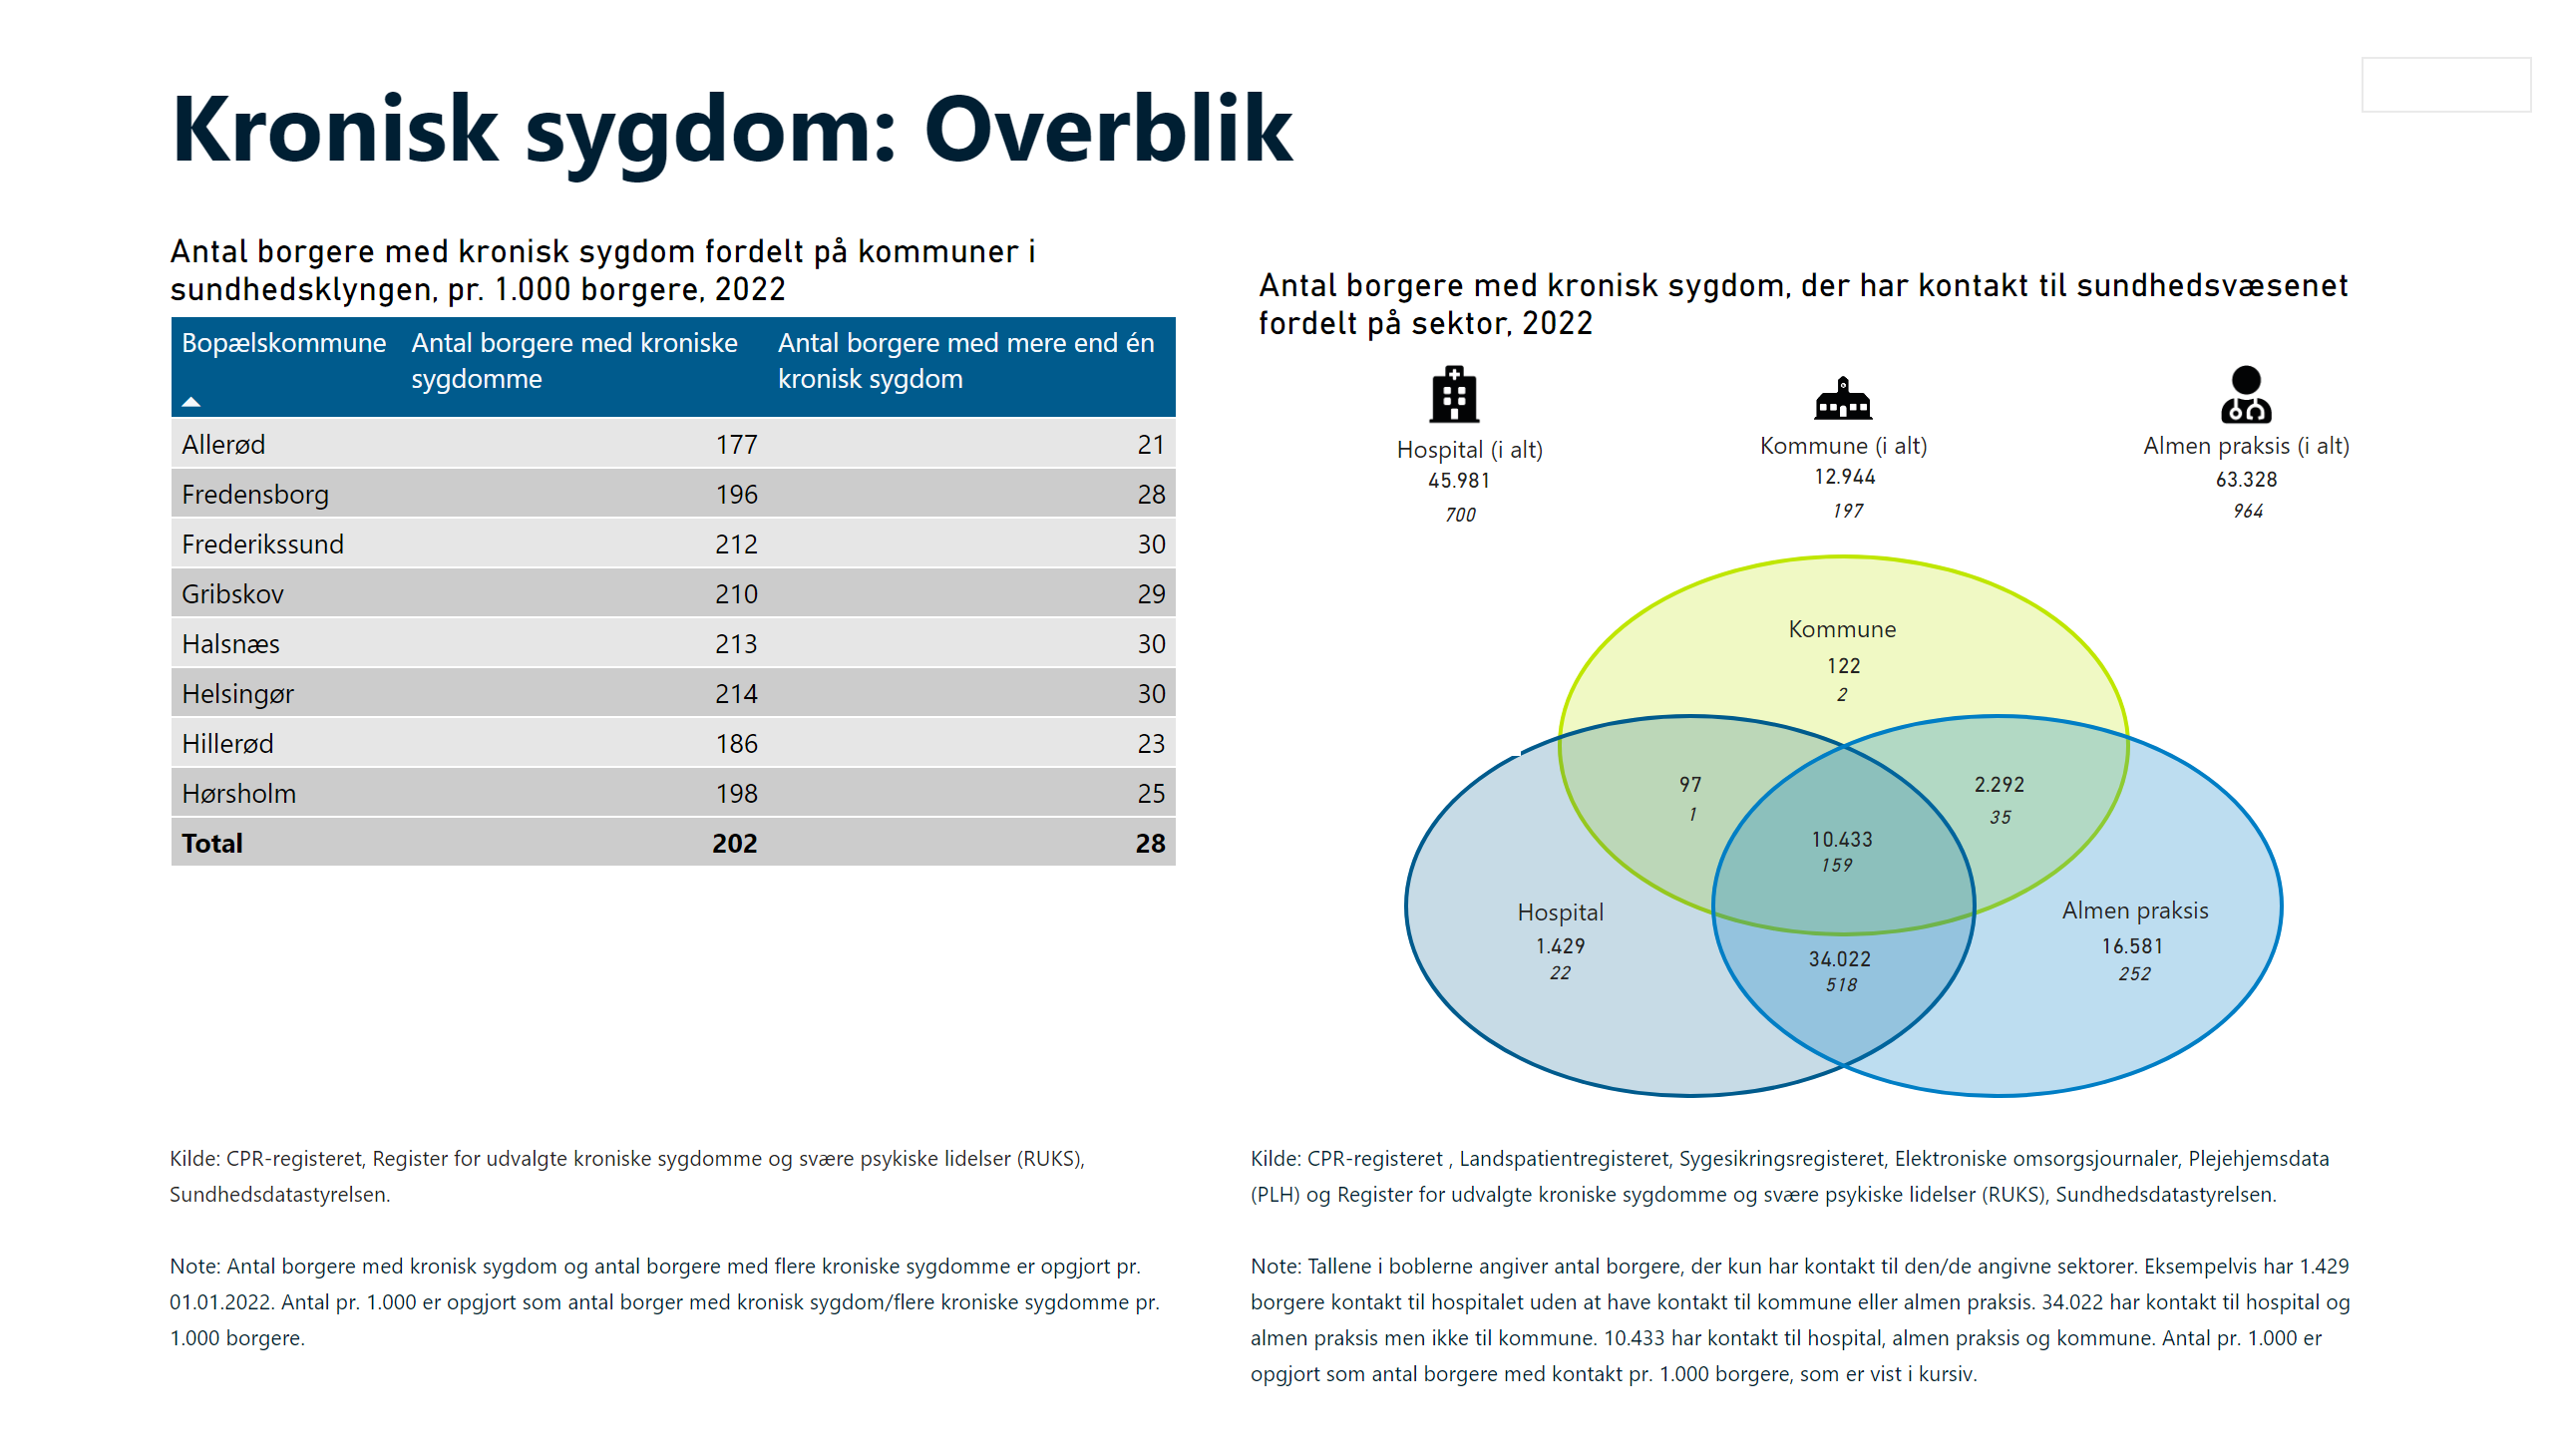 Kronisk sygdom: Overblik
Antal borgere med kronisk sygdom fordelt på kommuner i
sundhedsklyngen, pr. 1.000 borgere, 2022
Bopælskommune Antal borgere med kroniske sygdomme Antal borgere med mere end én kronisk sygdom
Allerød 177 21
Fredensborg 196 28
Frederikssund 212 30
Gribskov 210 29
Halsnæs 213 30
Helsingør 214 30
Hillerød 186 23
Hørsholm 198 25
Total 202 28
Kilde: CPR-registeret, Register for udvalgte kroniske sygdomme og svære psykiske lidelser (RUKS),
Sundhedsdatastyrelsen.
Note: Antal borgere med kronisk sygdom og antal borgere med flere kroniske sygdomme er opgjort pr.
01.01.2022. Antal pr. 1.000 er opgjort som antal borger med kronisk sygdom/flere kroniske sygdomme pr.
1.000 borgere.
Antal borgere med kronisk sygdom, der har kontakt til sundhedsvæsenet
fordelt på sektor, 2022
Hospital (i alt)
45.981
700
Kommune (i alt)
12.944
197
Almen praksis (i alt)
63.328
964
Kommune
122
2
97
1
2.292
35
10.433
159
Hospital
1.429
22
34.022
518
Almen praksis
16.581
252
Kilde: CPR-registeret , Landspatientregisteret, Sygesikringsregisteret, Elektroniske omsorgsjournaler, Plejehjemsdata
(PLH) og Register for udvalgte kroniske sygdomme og svære psykiske lidelser (RUKS), Sundhedsdatastyrelsen.
Note: Tallene i boblerne angiver antal borgere, der kun har kontakt til den/de angivne sektorer. Eksempelvis har 1.429
borgere kontakt til hospitalet uden at have kontakt til kommune eller almen praksis. 34.022 har kontakt til hospital og
almen praksis men ikke til kommune. 10.433 har kontakt til hospital, almen praksis og kommune. Antal pr. 1.000 er
opgjort som antal borgere med kontakt pr. 1.000 borgere, som er vist i kursiv.